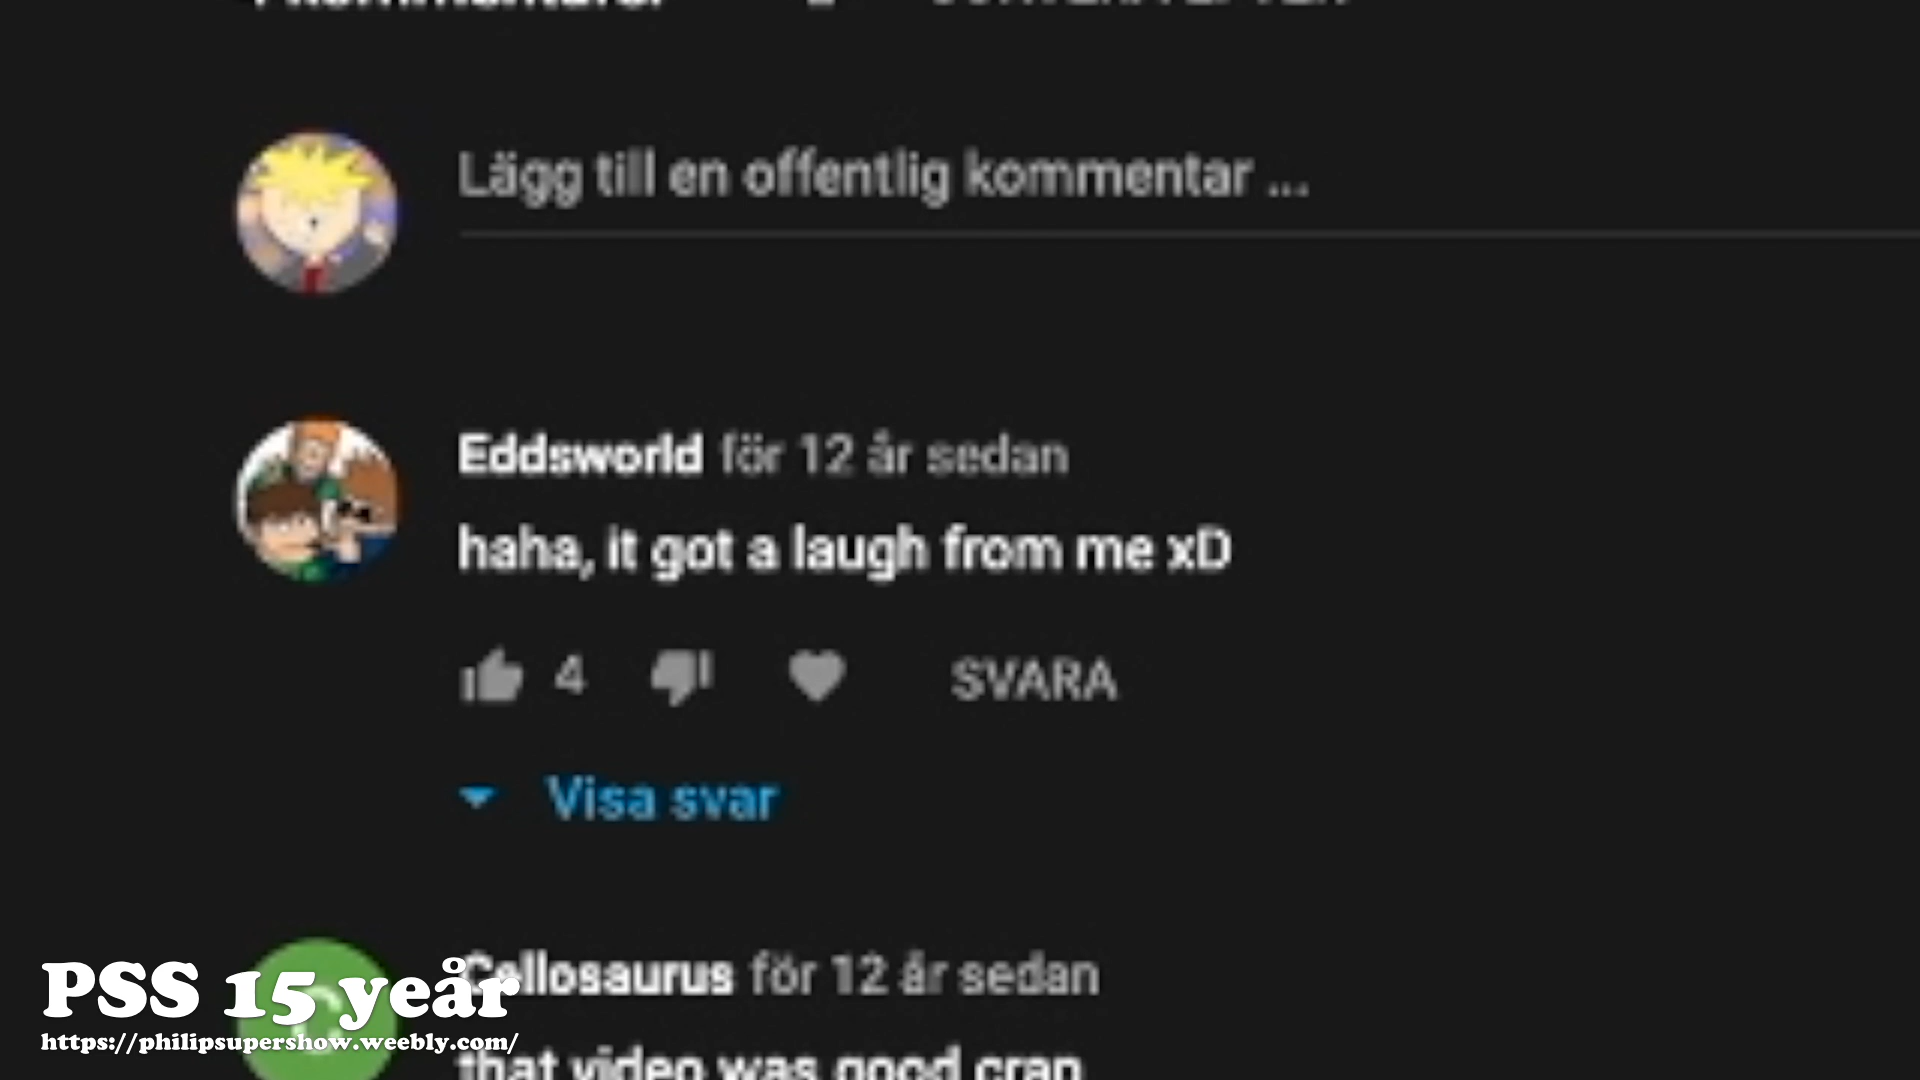 Lägg till en offentlig kommentar ...
Eddsworld för 12 år sedan
haha, it got a laugh from me xD
4 SVARA
Visa svar
Cellosaurus för 12 år sedan
that video was good crap
PSS 15 yeår
https://philipsupershow.weebly.com/